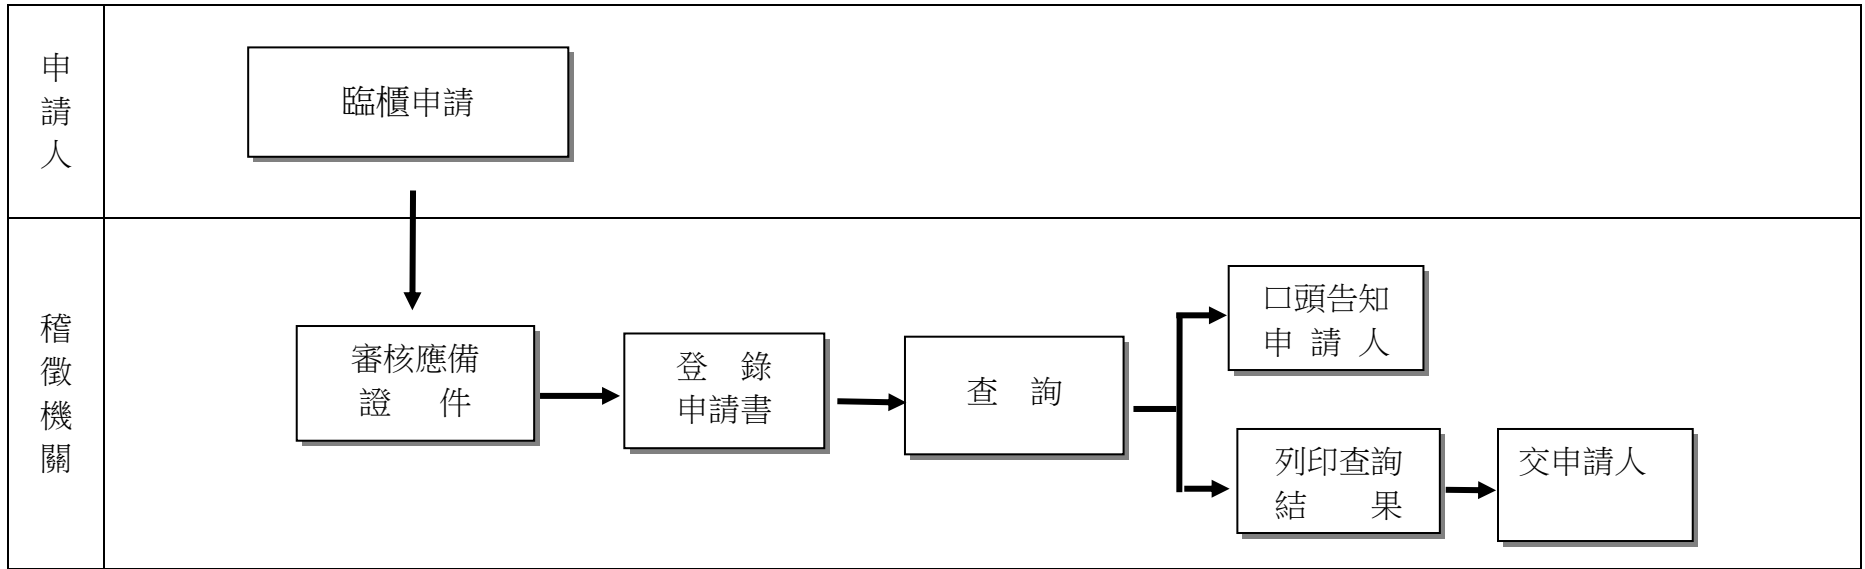 申請人
臨櫃申請
稽徵機關
審核應備
證件
登錄
申請書
查詢
口頭告知
申請人
列印查詢
結果
交申請人